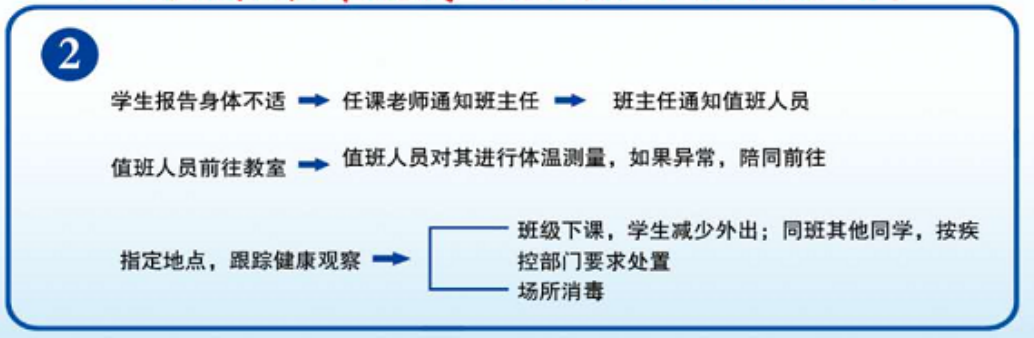 2
学生报告身体不适 任课老师通知班主任 班主任通知值班人员
值班人员前往教室 值班人员对其进行体温测量，如果异常，陪同前往
指定地点，跟踪健康观察
班级下课，学生减少外出；同班其他同学，按疾
控部门要求处置
场所消毒